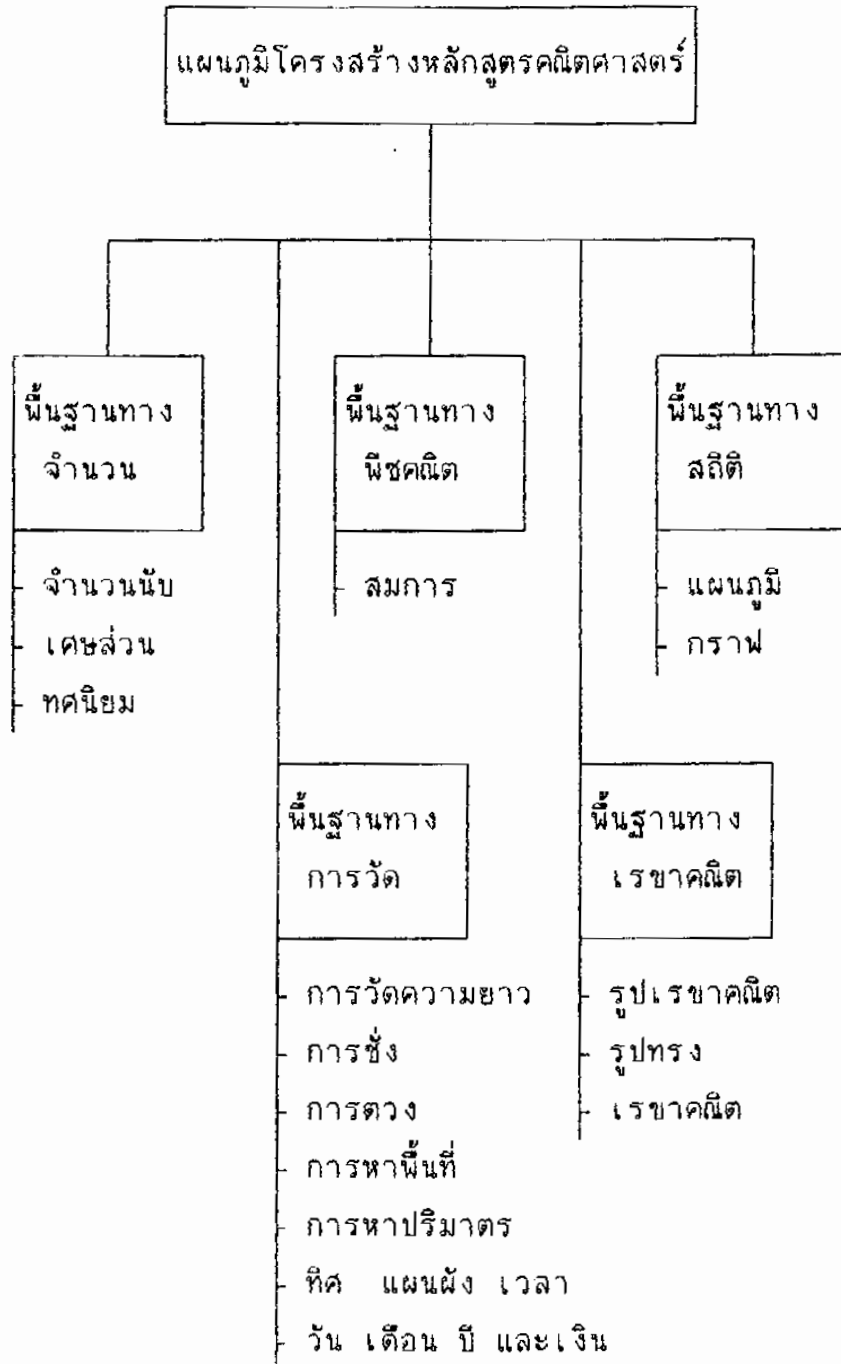 แผนภูมิโครงสร้างหลักสูตรคณิตศาสตร์
พื้นฐานทาง
จำนวน
จำนวนนับ
เศษส่วน
ทศนิยม
พื้นฐานทาง
พีชคณิต
สมการ
พื้นฐานทาง
สถิติ
แผนภูมิ
กราฟ
พื้นฐานทาง
การวัด
การวัดความยาว
การชั่ง
การตวง
การหาพื้นที่
การหาปริมาตร
ทิศ แผนผัง เวลา
วัน เดือน ปี และเงิน
พื้นฐานทาง
เรขาคณิต
รูปเรขาคณิต
รูปทรง
เรขาคณิต